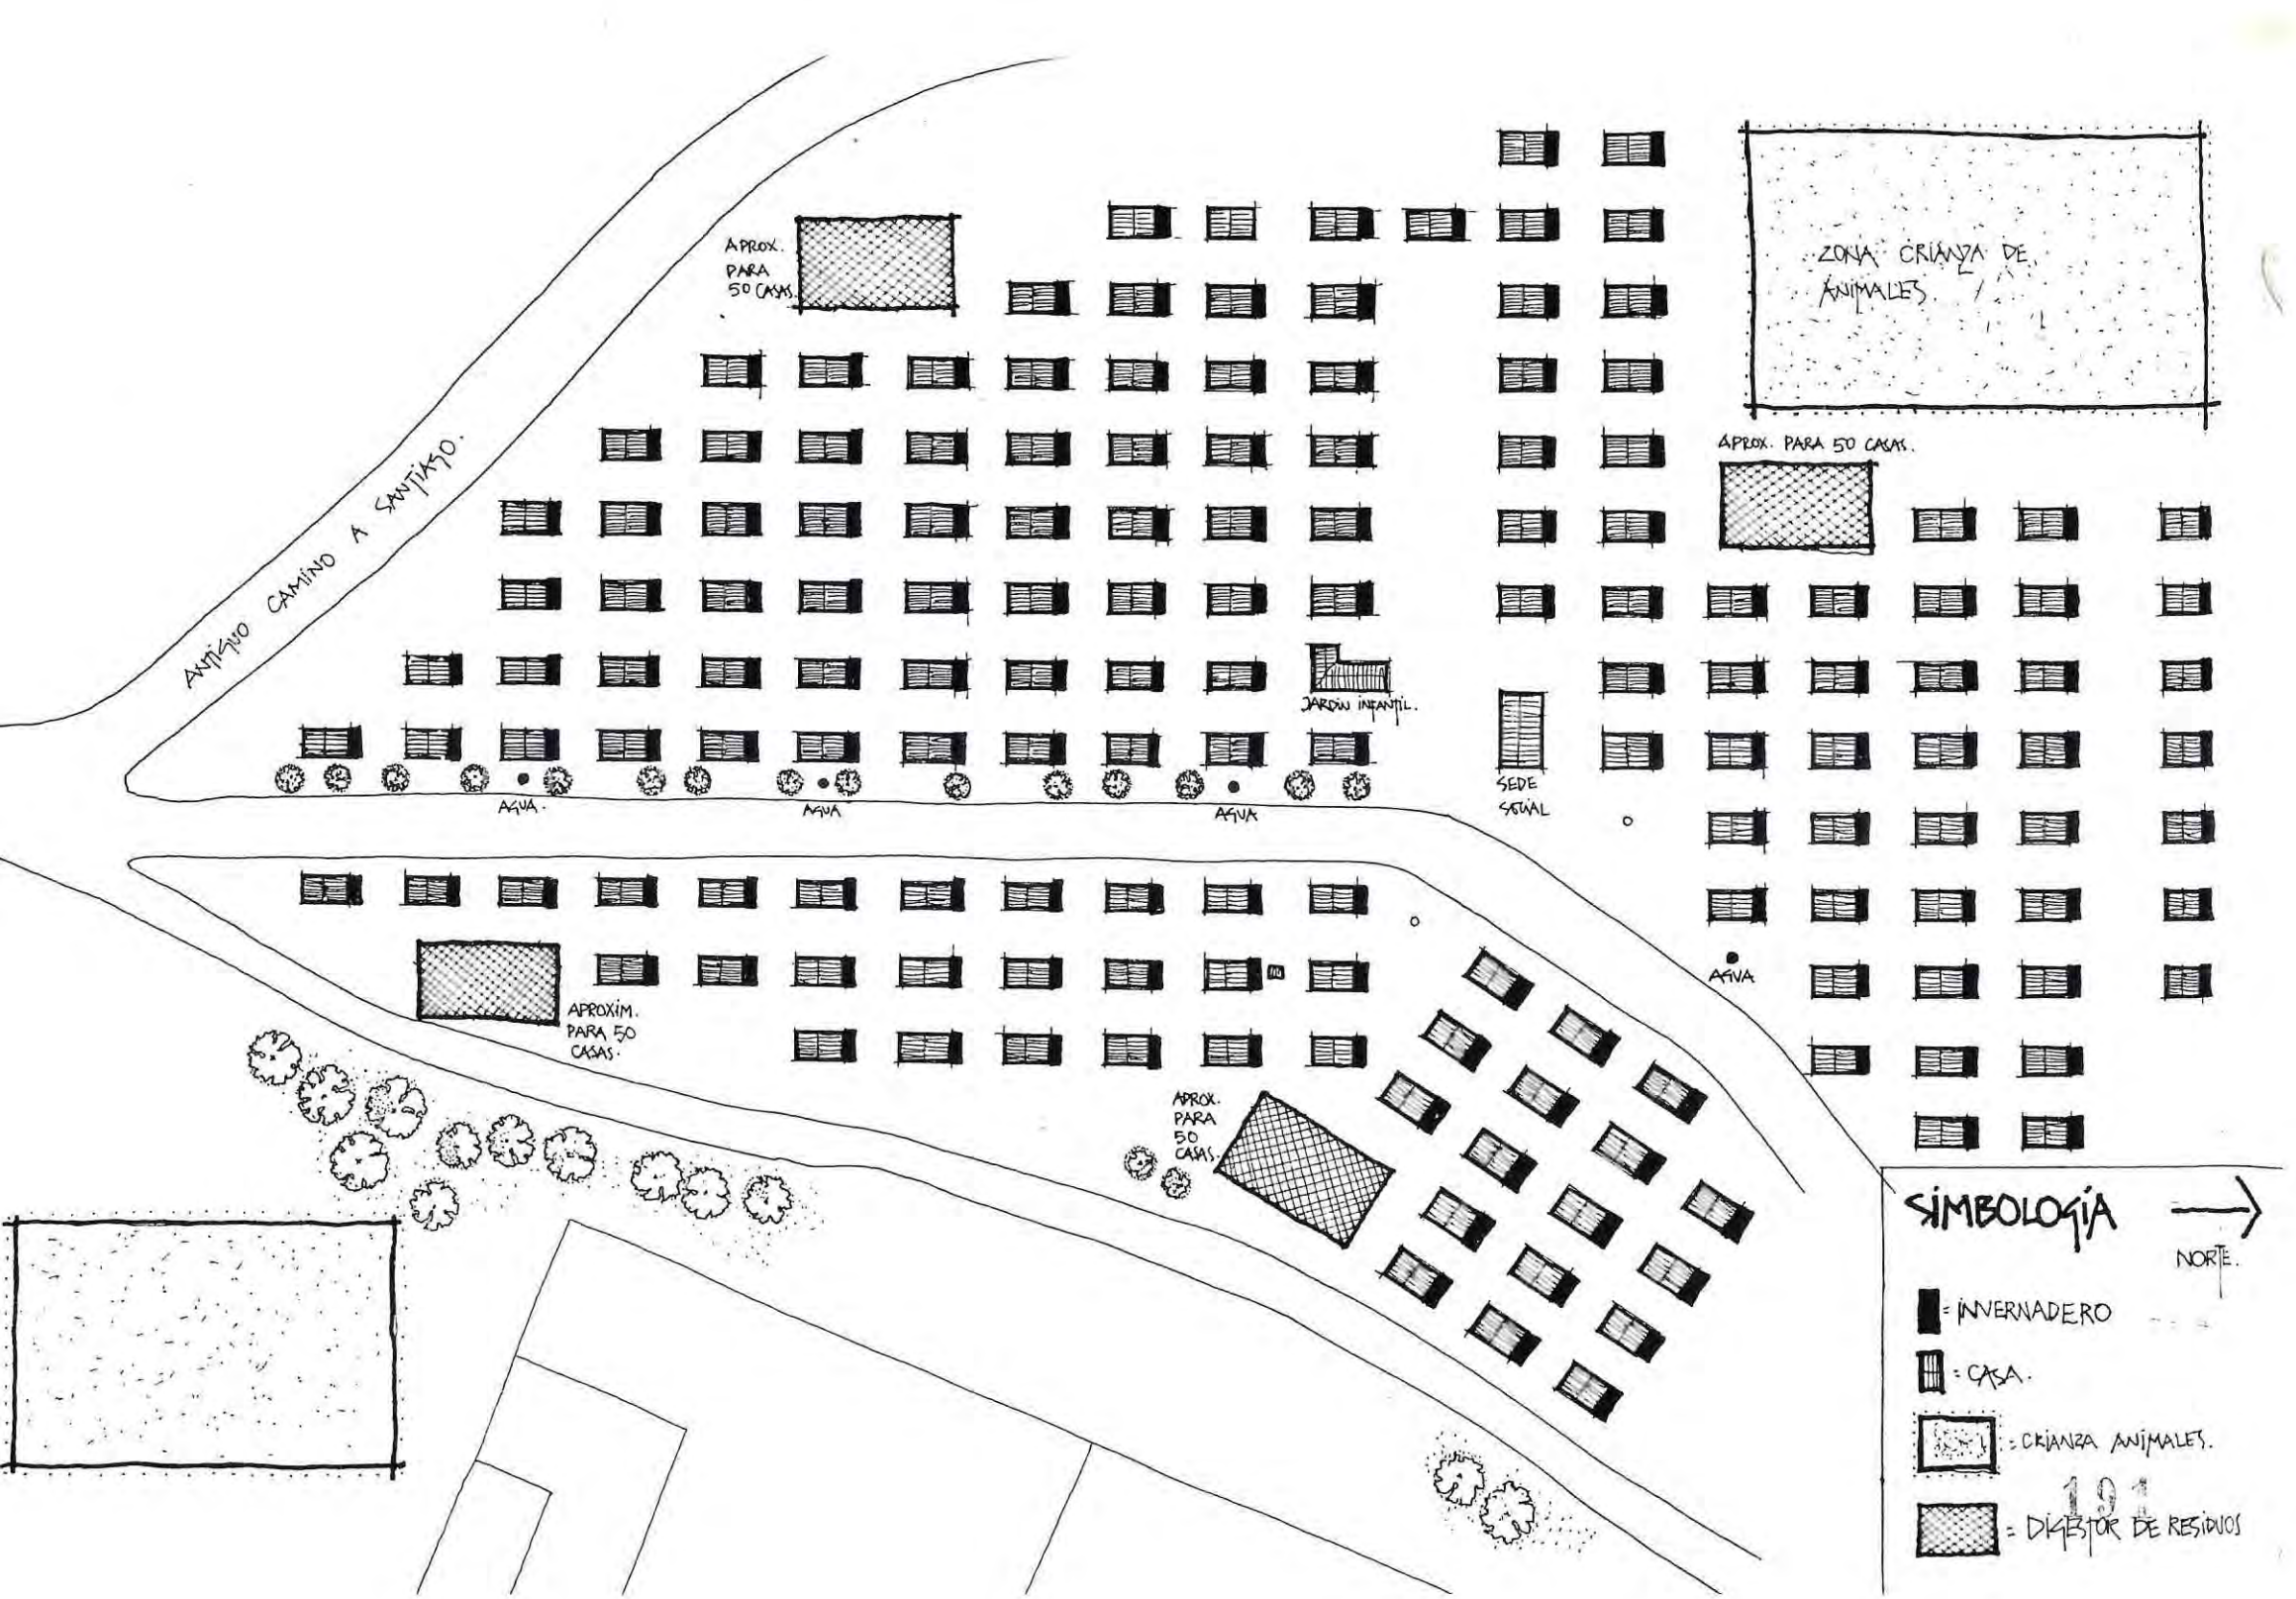 APROX.
PARA
50 CASAS.
ZONA CRIANZA DE
ANIMALES.
ANTIGUO CAMINO A SANTIAGO.
APROX. PARA 50 CASAS.
JARDIN INFANTIL.
SEDE
SOCIAL
AGUA.
AGUA
AGUA
AGUA
APROXIM.
PARA 50
CASAS.
APROX.
PARA
50
CASAS.
SIMBOLOGIA
NORTE.
= INVERNADERO
= CASA.
= CRIANZA ANIMALES.
191
= DIGESTOR DE RESIDUOS